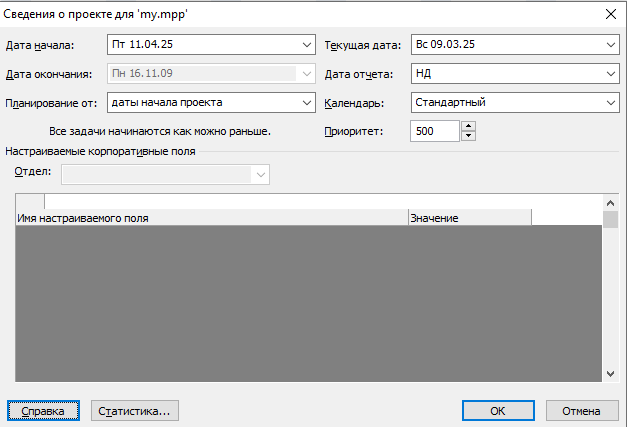 Сведения о проекте для 'my.mpp'
Дата начала: Пт 11.04.25 Текущая дата: Вс 09.03.25
Дата окончания: Пн 16.11.09 Дата отчета: НД
Планирование от: даты начала проекта Календарь: Стандартный
Все задачи начинаются как можно раньше. Приоритет: 500
Настраиваемые корпоративные поля
Отдел:
Имя настраиваемого поля Значение
Справка Статистика... ОК Отмена